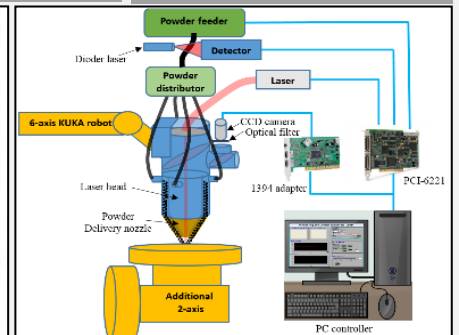 Powder feeder
Dioder laser
Detector
Powder
distributor
Laser
6-axis KUKA robot
CCD camera
Optical filter
1394 adapter
PCI-6221
Laser head
Powder
Delivery nozzle
Additional
2-axis
PC controller